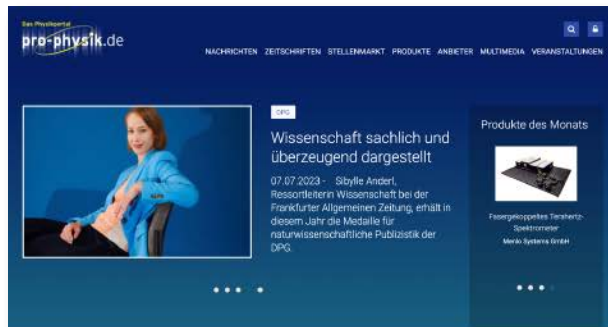 Das Physikportal
pro-physik.de
NACHRICHTEN ZEITSCHRIFTEN STELLENMARKT PRODUKTE ANBIETER MULTIMEDIA VERANSTALTUNGEN
DPG
Wissenschaft sachlich und
überzeugend dargestellt
07.07.2023 - Sibylle Anderl,
Ressortleiterin Wissenschaft bei der
Frankfurter Allgemeinen Zeitung, erhält in
diesem Jahr die Medaille für
naturwissenschaftliche Publizistik der
DPG.
Produkte des Monats
Fasergekoppeltes Terahertz-
Spektrometer
Menlo Systems GmbH